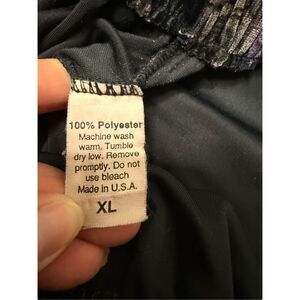 100% Polyester
Machine wash
warm. Tumble
dry low. Remove
promptly. Do not
use bleach
Made in U.S.A.
XL